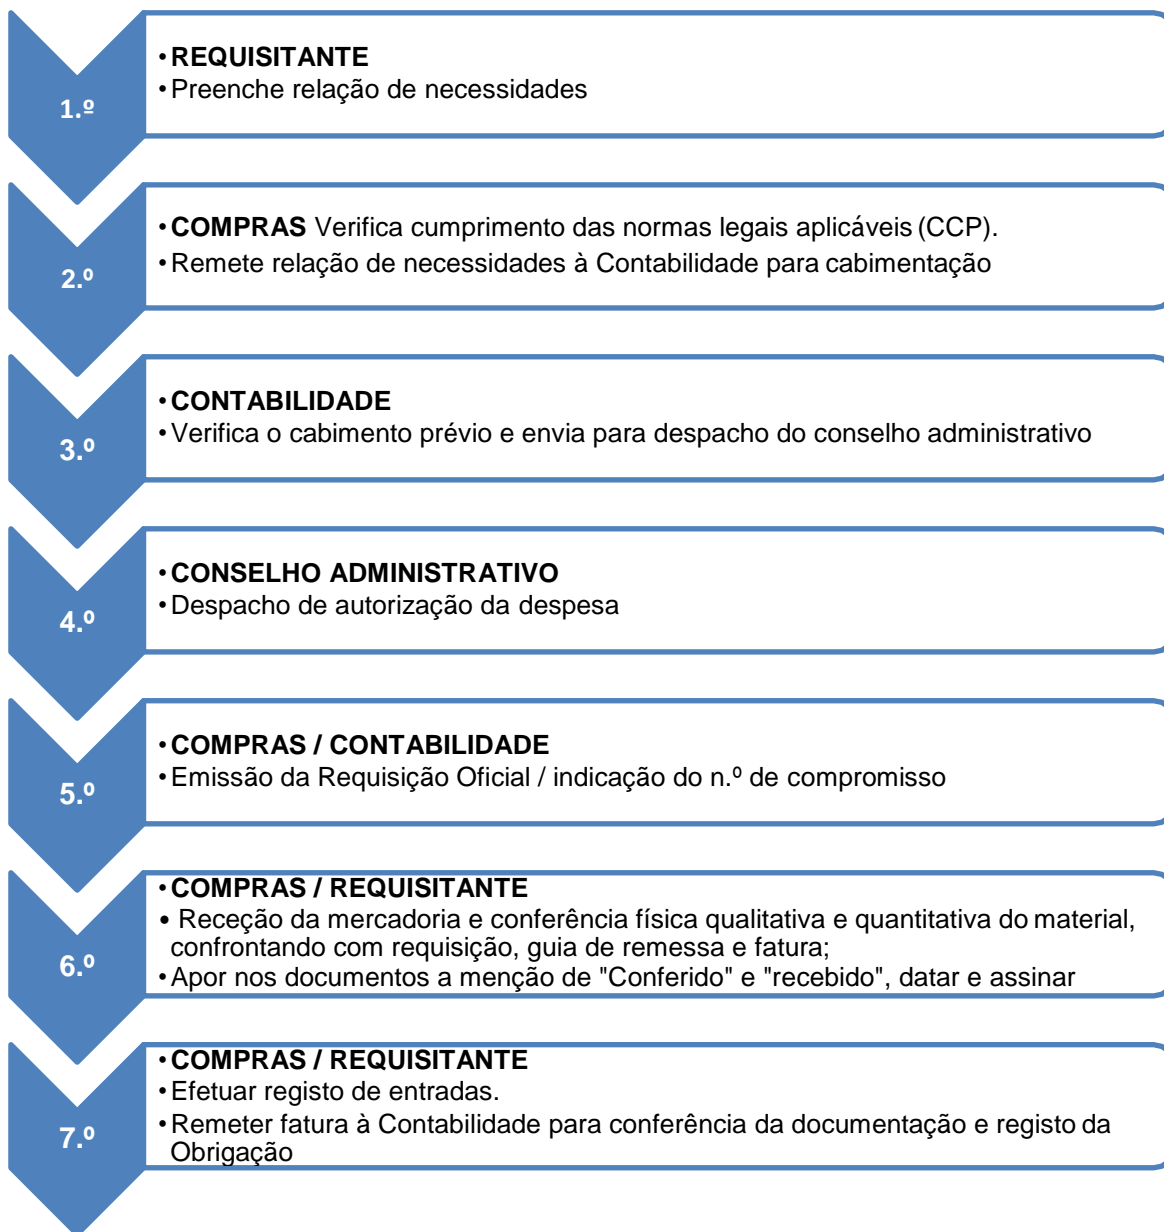 1.º
•REQUISITANTE
•Preenche relação de necessidades
2.º
•COMPRAS Verifica cumprimento das normas legais aplicáveis (CCP).
•Remete relação de necessidades à Contabilidade para cabimentação
3.º
•CONTABILIDADE
•Verifica o cabimento prévio e envia para despacho do conselho administrativo
4.º
•CONSELHO ADMINISTRATIVO
•Despacho de autorização da despesa
5.º
•COMPRAS / CONTABILIDADE
•Emissão da Requisição Oficial / indicação do n.º de compromisso
6.º
•COMPRAS / REQUISITANTE
• Receção da mercadoria e conferência física qualitativa e quantitativa do material,
confrontando com requisição, guia de remessa e fatura;
•Apor nos documentos a menção de "Conferido" e "recebido", datar e assinar
7.º
•COMPRAS / REQUISITANTE
•Efetuar registo de entradas.
•Remeter fatura à Contabilidade para conferência da documentação e registo da
Obrigação